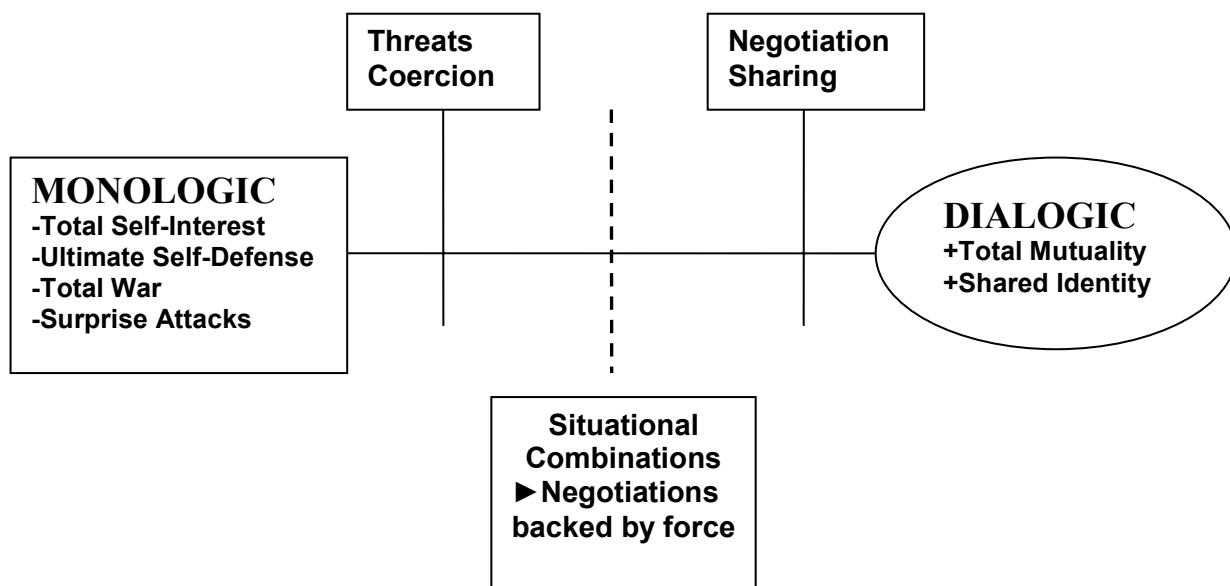 Threats
Coercion
Negotiation
Sharing
MONOLOGIC
-Total Self-Interest
-Ultimate Self-Defense
-Total War
-Surprise Attacks
DIALOGIC
+Total Mutuality
+Shared Identity
Situational
Combinations
►Negotiations
backed by force